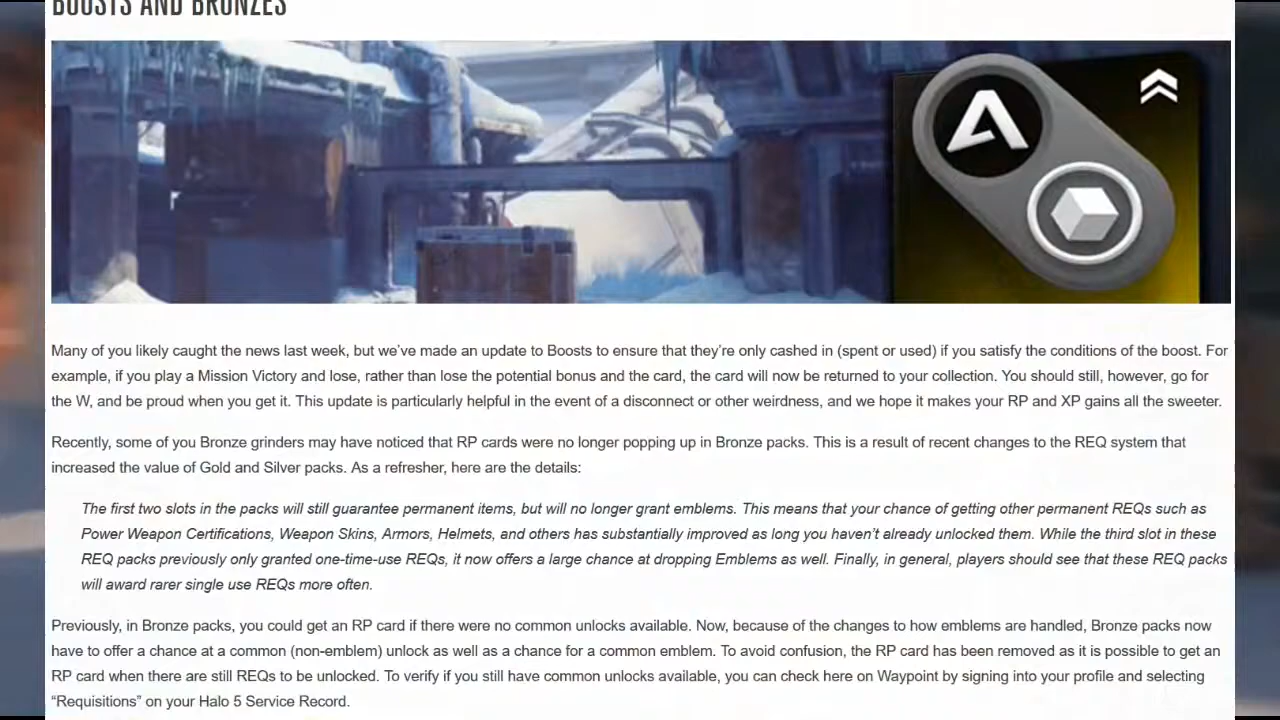 BOOSTS AND BRONZES
Many of you likely caught the news last week, but we've made an update to Boosts to ensure that they're only cashed in (spent or used) if you satisfy the conditions of the boost. For
example, if you play a Mission Victory and lose, rather than lose the potential bonus and the card, the card will now be returned to your collection. You should still, however, go for
the W, and be proud when you get it. This update is particularly helpful in the event of a disconnect or other weirdness, and we hope it makes your RP and XP gains all the sweeter.
Recently, some of you Bronze grinders may have noticed that RP cards were no longer popping up in Bronze packs. This is a result of recent changes to the REQ system that
increased the value of Gold and Silver packs. As a refresher, here are the details:
The first two slots in the packs will still guarantee permanent items, but will no longer grant emblems. This means that your chance of getting other permanent REQs such as
Power Weapon Certifications, Weapon Skins, Armors, Helmets, and others has substantially improved as long you haven't already unlocked them. While the third slot in these
REQ packs previously only granted one-time-use REQs, it now offers a large chance at dropping Emblems as well. Finally, in general, players should see that these REQ packs
will award rarer single use REQs more often.
Previously, in Bronze packs, you could get an RP card if there were no common unlocks available. Now, because of the changes to how emblems are handled, Bronze packs now
have to offer a chance at a common (non-emblem) unlock as well as a chance for a common emblem. To avoid confusion, the RP card has been removed as it is possible to get an
RP card when there are still REQs to be unlocked. To verify if you still have common unlocks available, you can check here on Waypoint by signing into your profile and selecting
“Requisitions” on your Halo 5 Service Record.